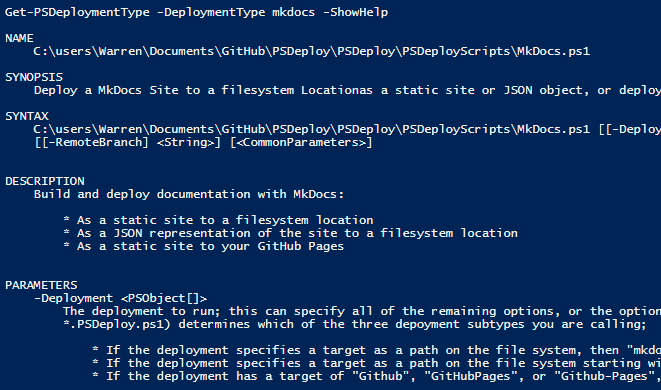 Get-PSDeploymentType -DeploymentType mkdocs -ShowHelp
NAME
C:\users\Warren\Documents\GitHub\PSDeploy\PSDeploy\PSDeployScripts\MkDocs.ps1
SYNOPSIS
Deploy a MkDocs Site to a filesystem Locationas a static site or JSON object, or deploy
SYNTAX
C:\users\Warren\Documents\GitHub\PSDeploy\PSDeploy\PSDeployScripts\MkDocs.ps1 [[-Deploy
[[-RemoteBranch] <String>] [<CommonParameters>]
DESCRIPTION
Build and deploy documentation with MkDocs:
* As a static site to a filesystem location
* As a JSON representation of the site to a filesystem location
* As a static site to your GitHub Pages
PARAMETERS
-Deployment <PSObject[]>
The deployment to run; this can specify all of the remaining options, or the option
*.PSDeploy.ps1) determines which of the three depoyment subtypes you are calling;
* If the deployment specifies a target as a path on the file system, then "mkdo
* If the deployment specifies a target as a path on the file system starting wi
* If the deployment has a target of "Github", "GitHubPages", or "Github-Pages",